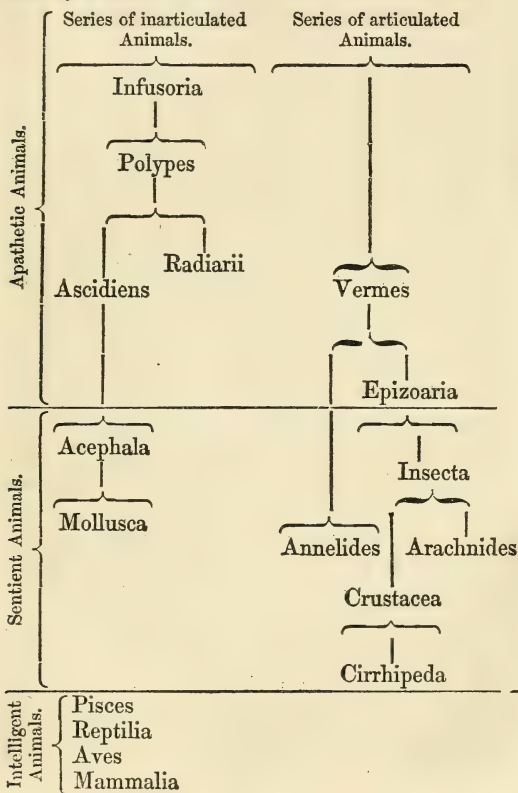 Series of inarticulated
Animals.
Series of articulated
Animals.
Apathetic Animals.
Infusoria
Polypes
Radiarii
Ascidiens
Vermes
Epizoaria
Sentient Animals.
Acephala
Insecta
Mollusca
Annelides
Arachnides
Crustacea
Cirrhipeda
Intelligent
Animals.
Pisces
Reptilia
Aves
Mammalia